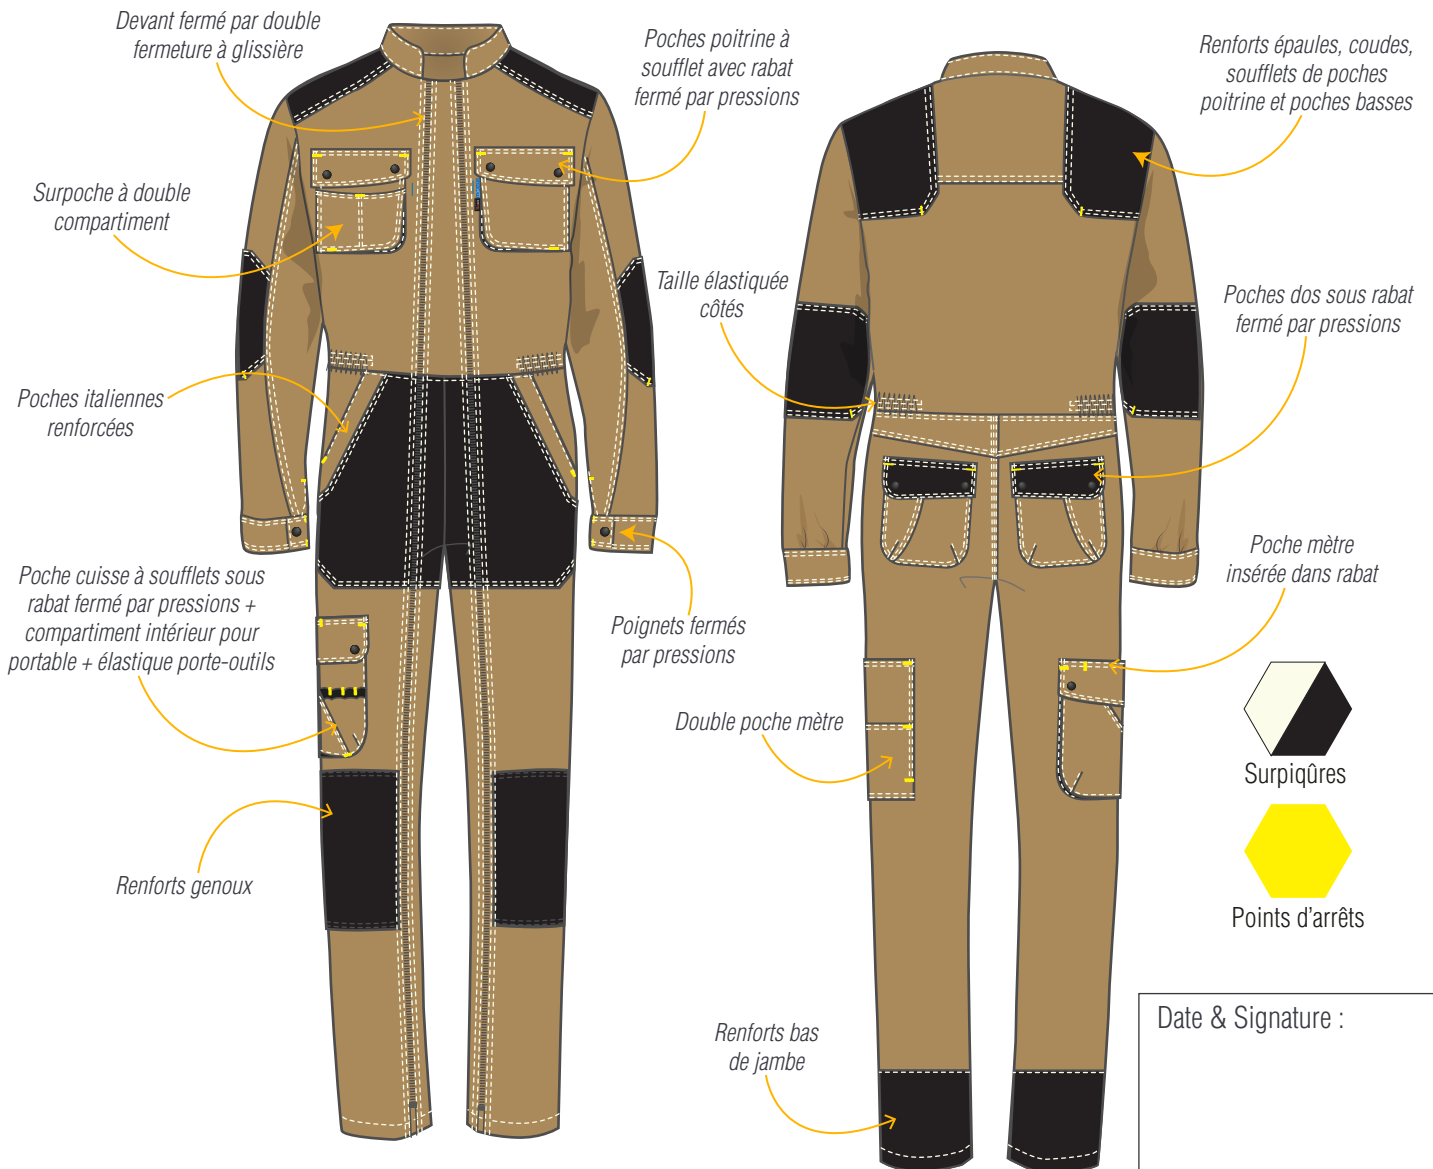 Devant fermé par double
fermeture à glissière
Poches poitrine à
soufflet avec rabat
fermé par pressions
Renforts épaules, coudes,
soufflets de poches
poitrine et poches basses
Surpoche à double
compartiment
Taille élastiquée
côtés
Poches dos sous rabat
fermé par pressions
Poches italiennes
renforcées
Poche cuisse à soufflets sous
rabat fermé par pressions +
compartiment intérieur pour
portable + élastique porte-outils
Poignets fermés
par pressions
Poche mètre
insérée dans rabat
Double poche mètre
Surpiqûres
Renforts genoux
Points d'arrêts
Renforts bas
de jambe
Date & Signature :